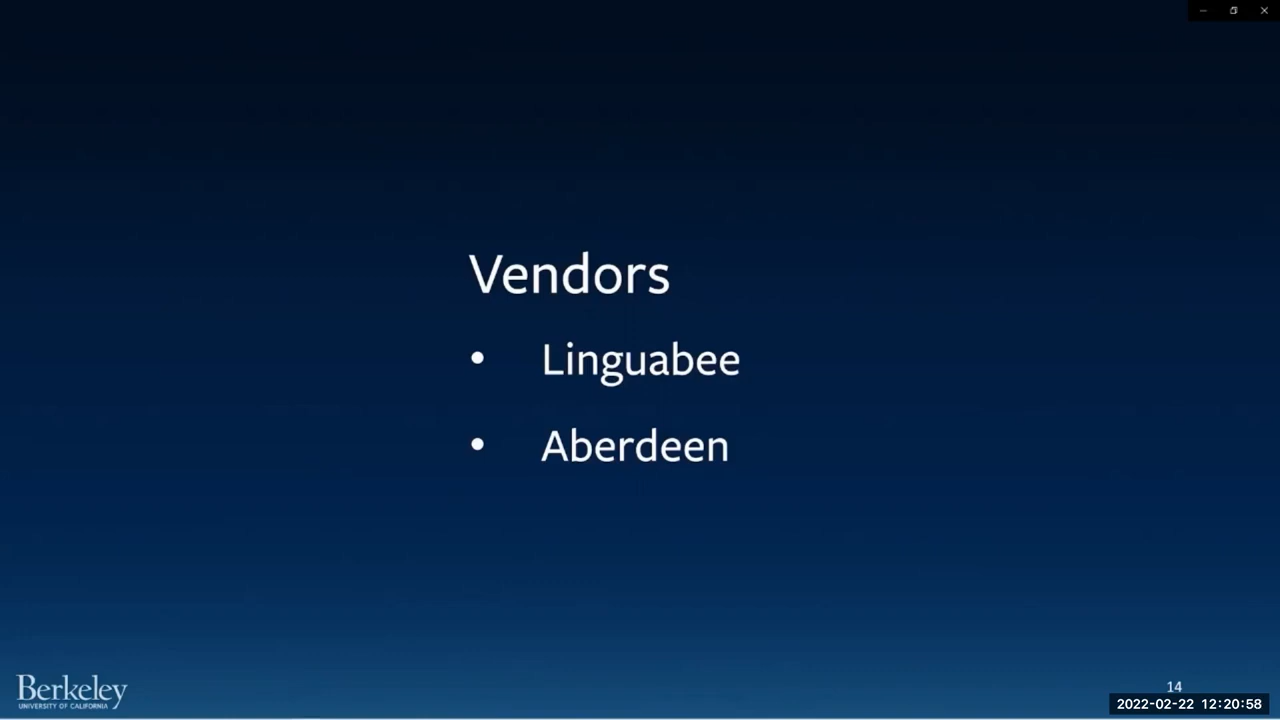 Vendors
• Linguabee
• Aberdeen
Berkeley
UNIVERSITY OF CALIFORNIA
14
2022-02-22 12:20:58